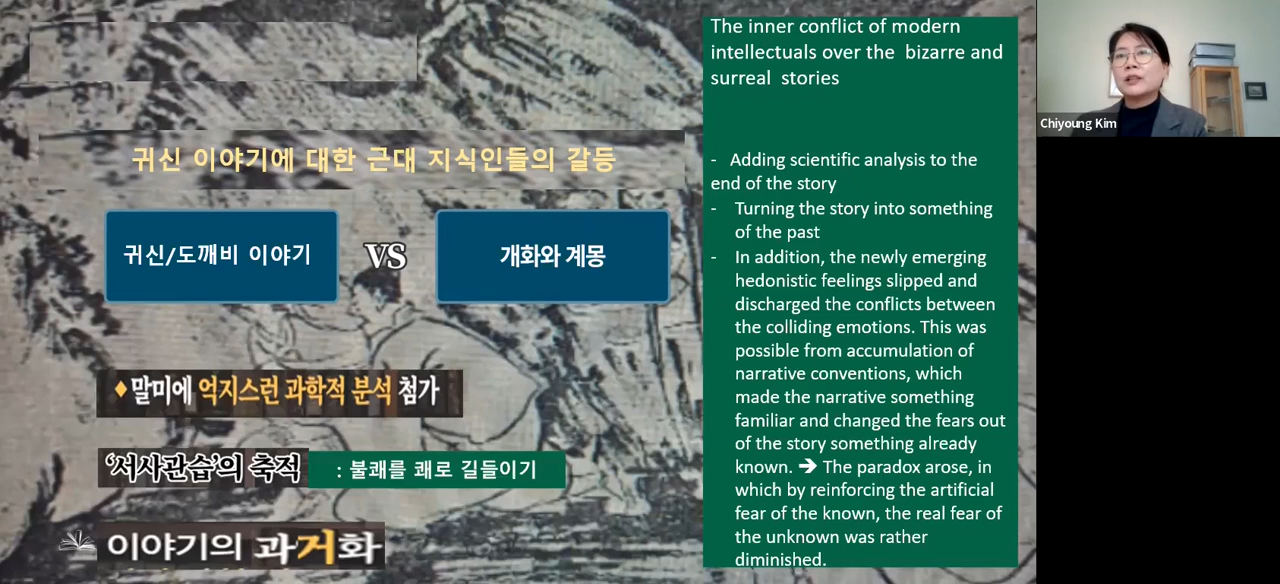 귀신 이야기에 대한 근대 지식인들의 갈등
귀신/도깨비 이야기
VS
개화와 계몽
♦말미에 억지스런 과학적 분석 첨가
‘서사관습’의 축적
: 불쾌를 쾌로 길들이기
이야기의 과거화
The inner conflict of modern
intellectuals over the bizarre and
surreal stories
- Adding scientific analysis to the
end of the story
- Turning the story into something
of the past
- In addition, the newly emerging
hedonistic feelings slipped and
discharged the conflicts between
the colliding emotions. This was
possible from accumulation of
narrative conventions, which
made the narrative something
familiar and changed the fears out
of the story something already
known. ➔ The paradox arose, in
which by reinforcing the artificial
fear of the known, the real fear of
the unknown was rather
diminished.
Chiyoung Kim